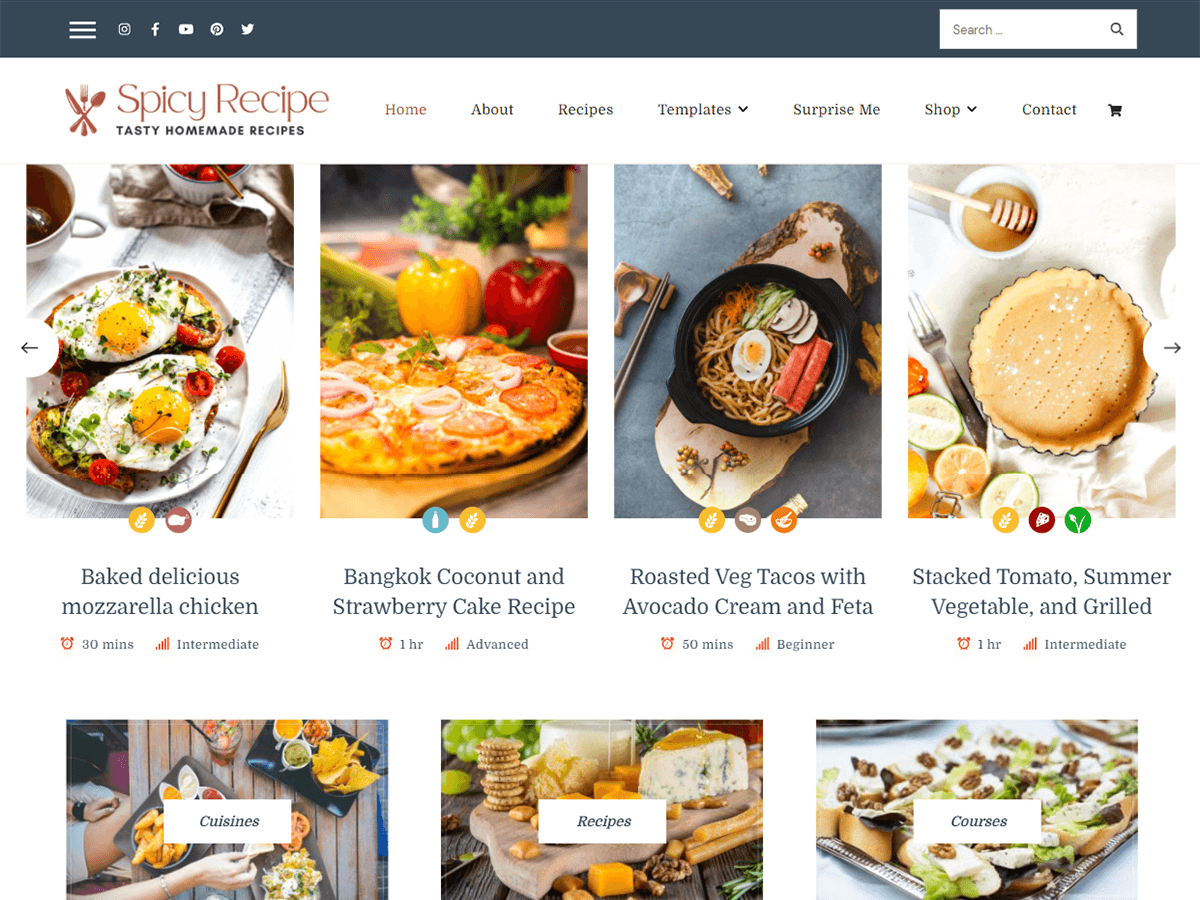 Search ...
Spicy Recipe
TASTY HOMEMADE RECIPES
Home About Recipes Templates Surprise Me Shop Contact
Baked delicious
mozzarella chicken
30 mins Intermediate
Bangkok Coconut and
Strawberry Cake Recipe
1 hr Advanced
Roasted Veg Tacos with
Avocado Cream and Feta
50 mins Beginner
Stacked Tomato, Summer
Vegetable, and Grilled
1 hr Intermediate
Cuisines
Recipes
Courses